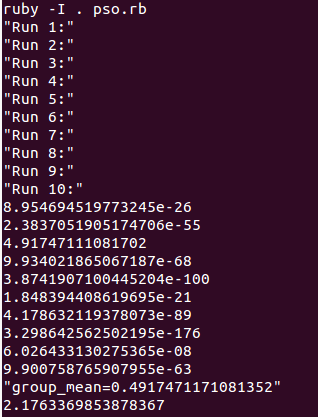 ruby -I . pso.rb
"Run 1:"
"Run 2:"
"Run 3:"
"Run 4:"
"Run 5:"
"Run 6:"
"Run 7:"
"Run 8:"
"Run 9:"
"Run 10:"
8.954694519773245e-26
2.3837051905174706e-55
4.91747111081702
9.934021865067187e-68
3.8741907100445204e-100
1.848394408619695e-21
4.178632119378073e-89
3.298642562502195e-176
6.026433130275365e-08
9.900758765907955e-63
"group_mean=0.4917471171081352"
2.1763369853878367